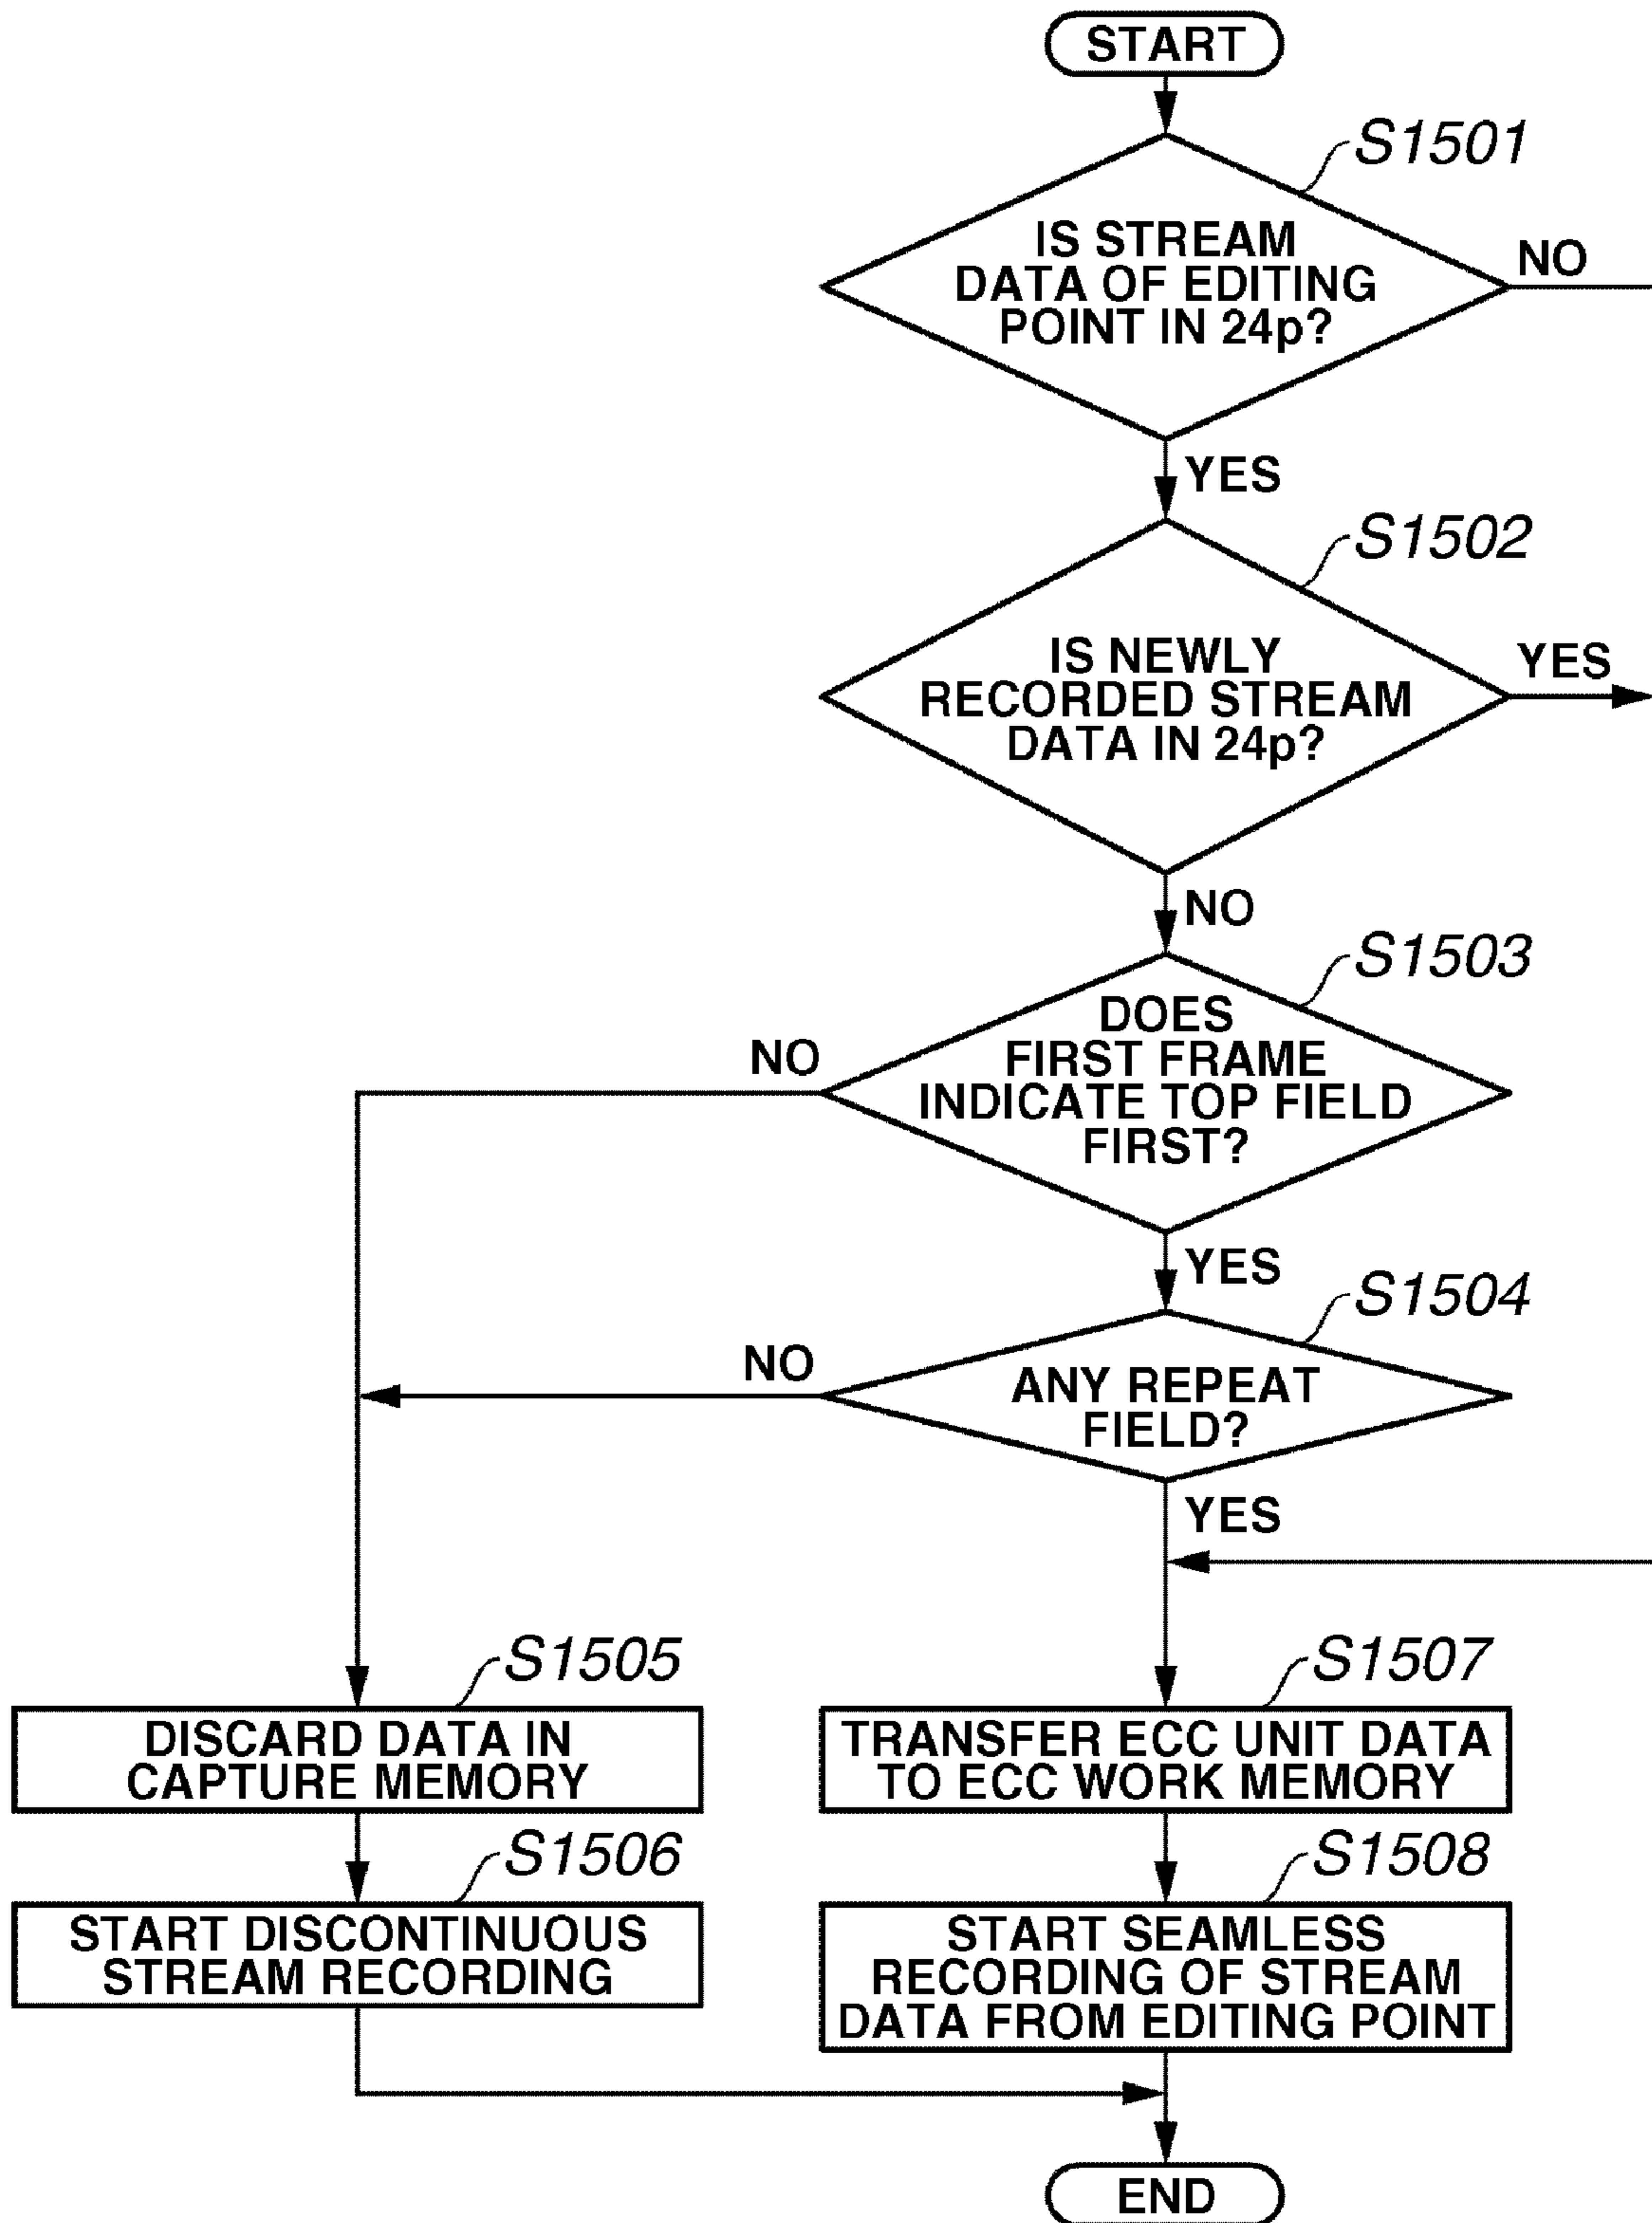 START
S1501
IS STREAM
DATA OF EDITING
POINT IN 24p?
NO
YES
S1502
IS NEWLY
RECORDED STREAM
DATA IN 24p?
YES
NO
S1503
DOES
FIRST FRAME
INDICATE TOP FIELD
FIRST?
NO
YES
S1504
ANY REPEAT
FIELD?
NO
YES
S1505
DISCARD DATA IN
CAPTURE MEMORY
S1506
START DISCONTINUOUS
STREAM RECORDING
S1507
TRANSFER ECC UNIT DATA
TO ECC WORK MEMORY
S1508
START SEAMLESS
RECORDING OF STREAM
DATA FROM EDITING POINT
END